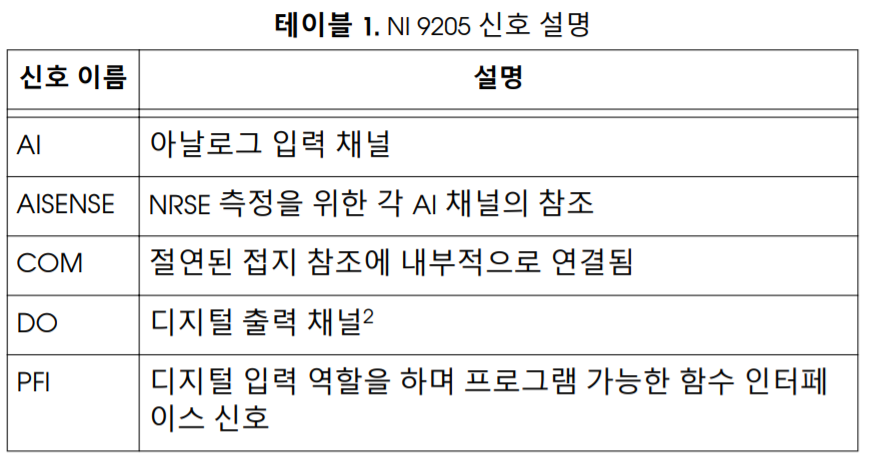 테이블 1. NI 9205 신호 설명
신호 이름 설명
AI 아날로그 입력 채널
AISENSE NRSE 측정을 위한 각 AI 채널의 참조
COM 절연된 접지 참조에 내부적으로 연결됨
DO 디지털 출력 채널2
PFI 디지털 입력 역할을 하며 프로그램 가능한 함수 인터페
이스 신호